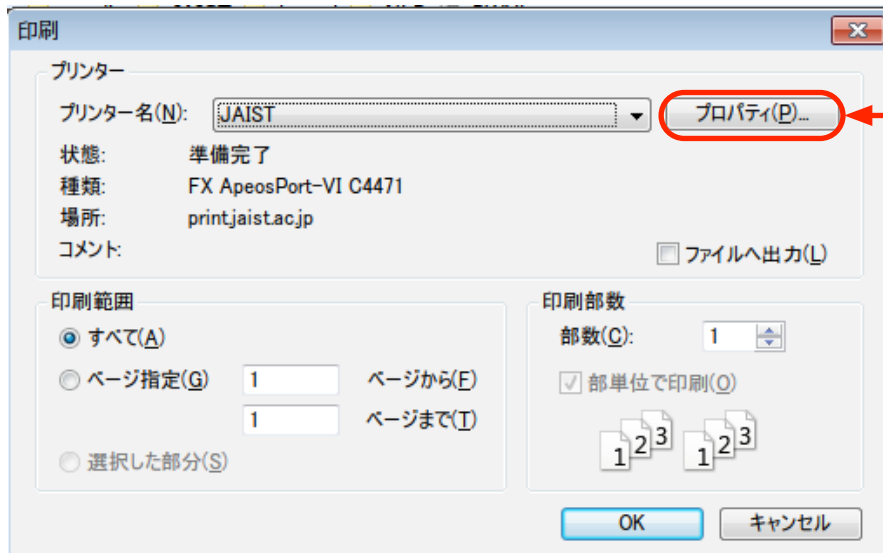 印刷
プリンター
プリンター名(N): JAIST プロパティ(P)...
状態: 準備完了
種類: FX ApeosPort-VI C4471
場所: print.jaist.ac.jp
コメント: ファイルへ出力(L)
印刷範囲 印刷部数
すべて(A) 部数(C): 1
ページ指定(G) 1 ページから(F) 部単位で印刷(O)
1 ページまで(T)
選択した部分(S) 1 2 3 1 2 3
OK キャンセル